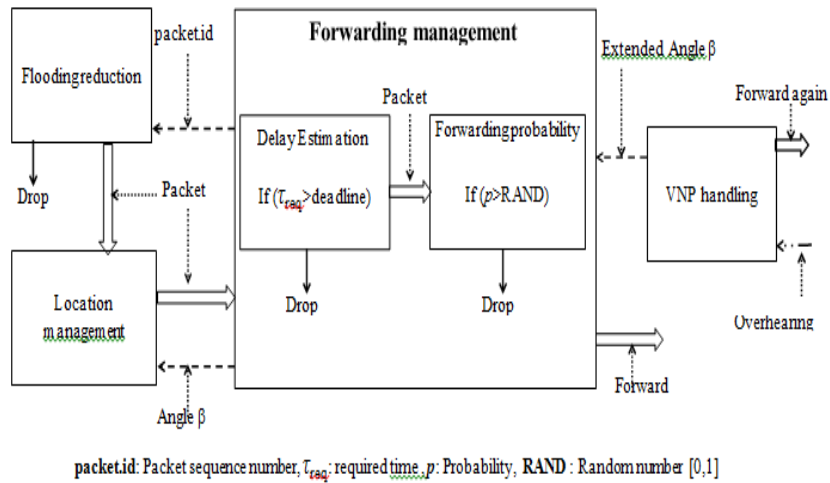 packet.id
Forwarding management
Extended Angle β
Flooding reduction
Packet
Forward again
Delay Estimation
Forwarding probability
If (τreq>deadline)
If (p>RAND)
VNP handling
Drop
Packet
Location
management
Drop
Drop
Overhearing
Angle β
Forward
packet.id: Packet sequence number, τreq: required time, p: Probability, RAND : Random number [0,1]